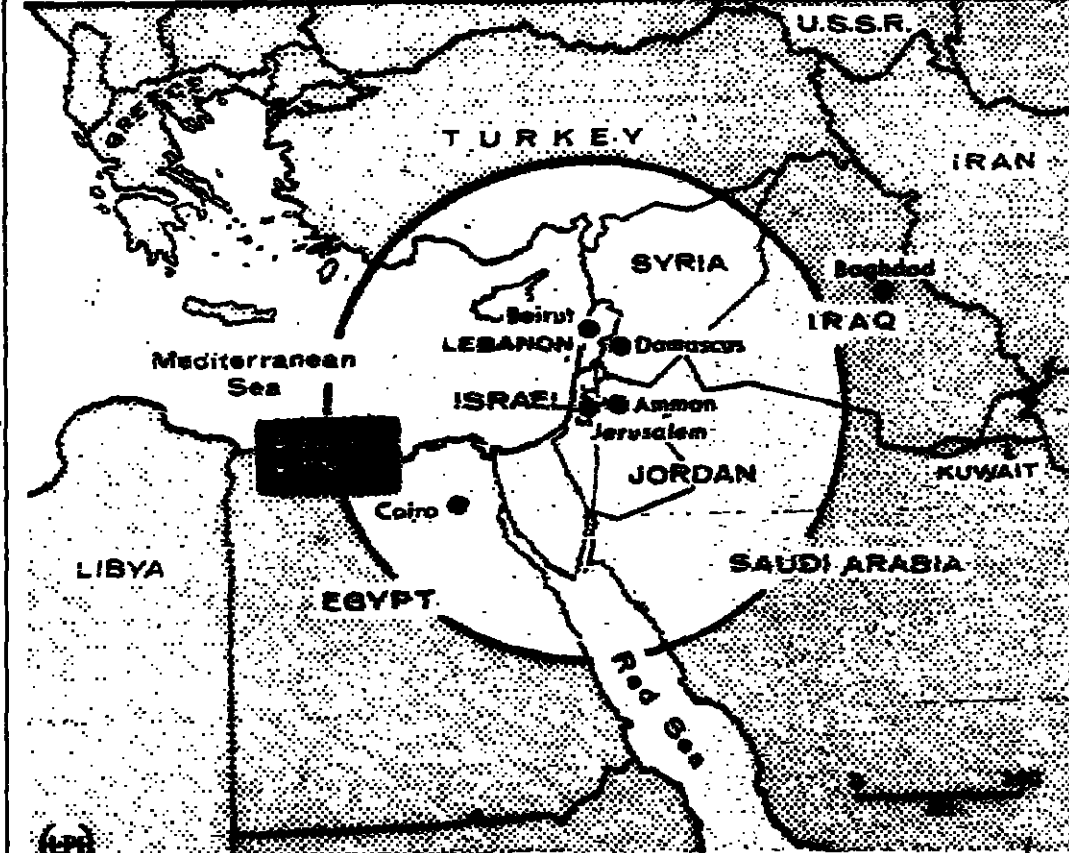 U.S.S.R.
GREECE
TURKEY
IRAN
SYRIA
Baghdad
Beirut
IRAQ
LEBANON
Damascus
Mediterranean
Sea
ISRAEL
Amman
Jerusalem
JORDAN
KUWAIT
Cairo
LIBYA
SAUDI ARABIA
EGYPT
Red Sea